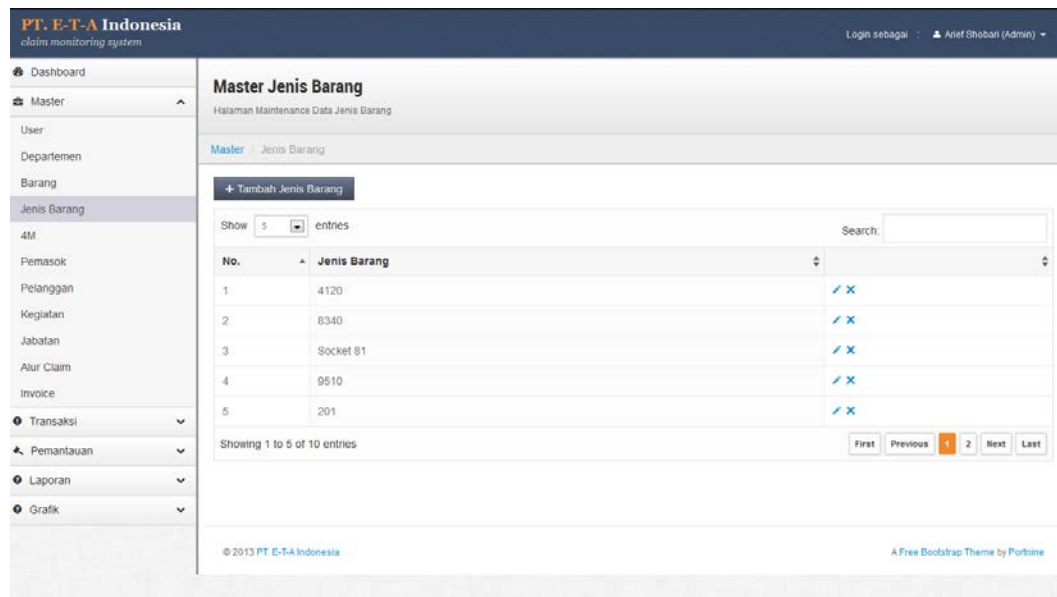 PT. E-T-A Indonesia
claim monitoring system
Login sebagai : Arief Shobari (Admin)
Dashboard
Master
User
Departemen
Barang
Jenis Barang
4M
Pemasok
Pelanggan
Kegiatan
Jabatan
Alur Claim
Invoice
Transaksi
Pemantauan
Laporan
Grafik
Master Jenis Barang
Halaman Maintenance Data Jenis Barang
Master / Jenis Barang
+ Tambah Jenis Barang
Show 5 entries
Search:
No. Jenis Barang
1 4120
2 8340
3 Socket 81
4 9510
5 201
Showing 1 to 5 of 10 entries
First Previous 1 2 Next Last
© 2013 PT. E-T-A Indonesia
A Free Bootstrap Theme by Portnine